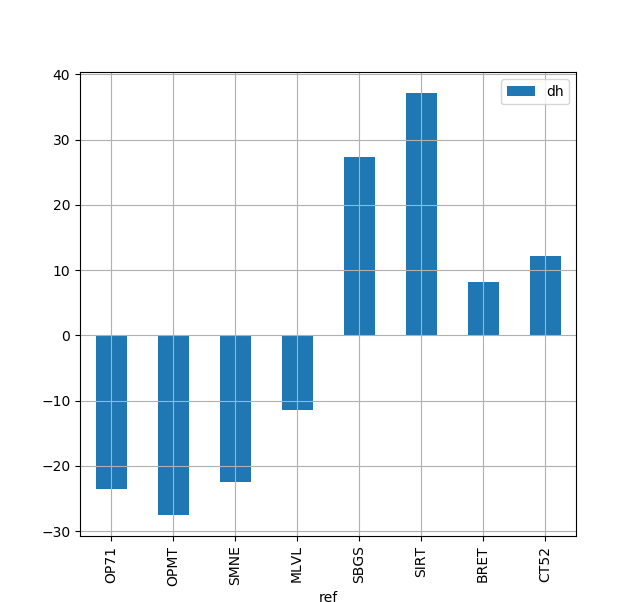 40
30
20
10
0
−10
−20
−30
dh
OP71
OPMT
SMNE
MLVL
SBGS
SIRT
BRET
CT52
ref